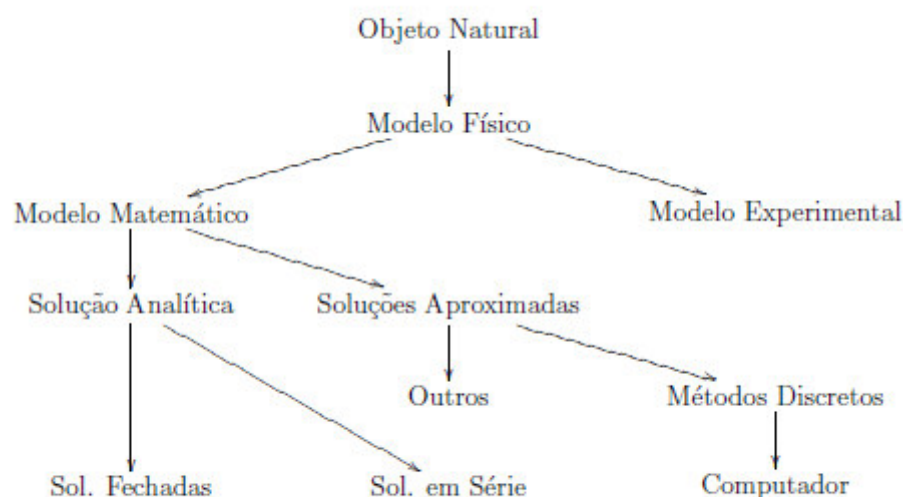 Objeto Natural
Modelo Físico
Modelo Matemático
Modelo Experimental
Solução Analítica
Soluções Aproximadas
Outros
Métodos Discretos
Sol. Fechadas
Sol. em Série
Computador